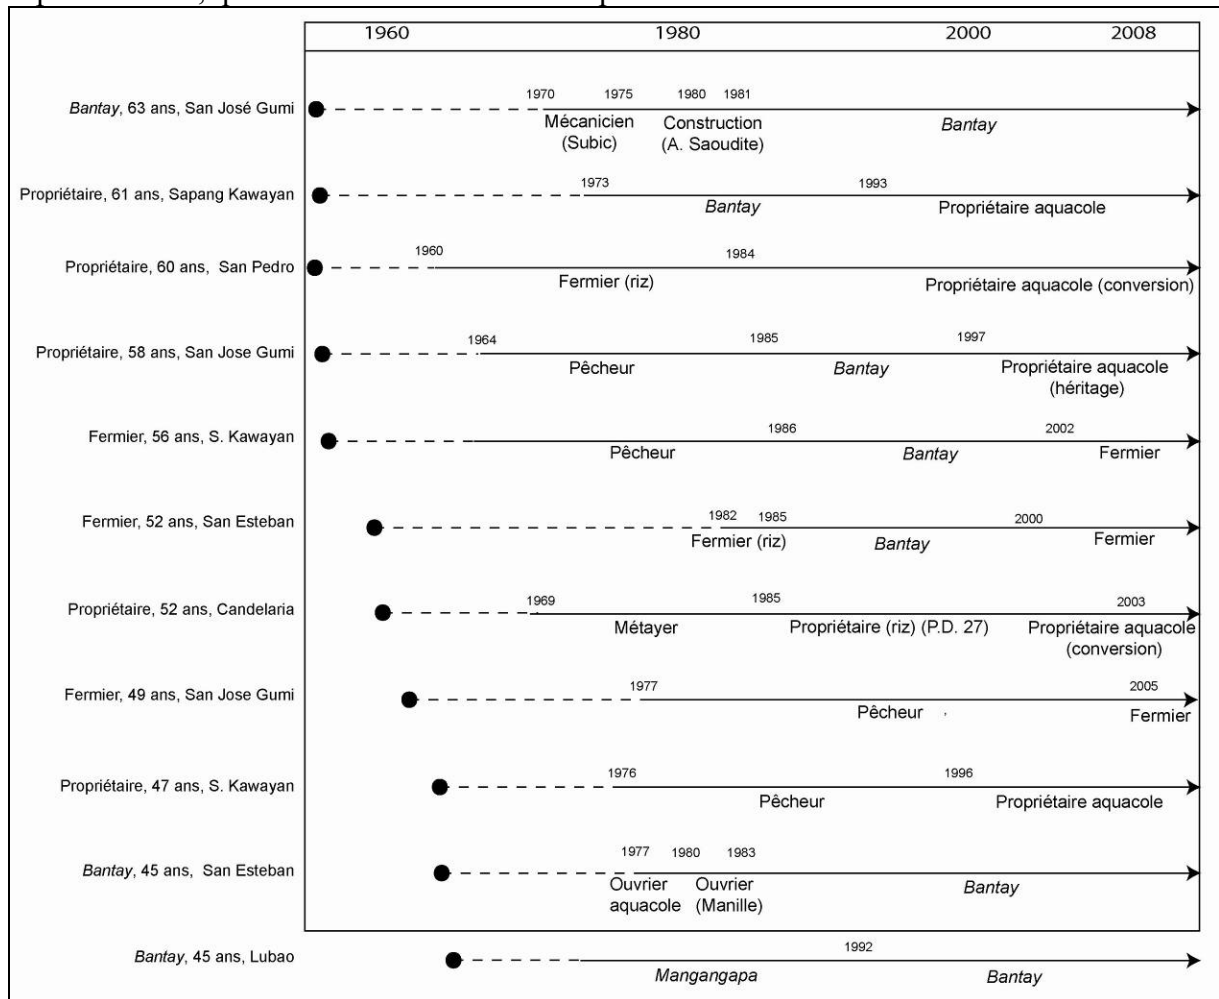 1960 1980 2000 2008
1970 1975 1980 1981
Bantay, 63 ans, San José Gumi
Mécanicien
(Subic)
Construction
(A. Saoudite)
Bantay
1973 1993
Propriétaire, 61 ans, Sapang Kawayan
Bantay Propriétaire aquacole
1960 1984
Propriétaire, 60 ans, San Pedro
Fermier (riz) Propriétaire aquacole (conversion)
1964 1985 1997
Propriétaire, 58 ans, San Jose Gumi
Pêcheur Bantay Propriétaire aquacole
(héritage)
1986 2002
Fermier, 56 ans, S. Kawayan
Pêcheur Bantay Fermier
1982 1985 2000
Fermier, 52 ans, San Esteban
Fermier (riz) Bantay Fermier
1969 1985 2003
Propriétaire, 52 ans, Candelaria
Métayer Propriétaire (riz) (P.D. 27) Propriétaire aquacole
(conversion)
1977 2005
Fermier, 49 ans, San Jose Gumi
Pêcheur Fermier
1976 1996
Propriétaire, 47 ans, S. Kawayan
Pêcheur Propriétaire aquacole
1977 1980 1983
Bantay, 45 ans, San Esteban
Ouvrier
aquacole
Ouvrier
(Manille)
Bantay
1992
Bantay, 45 ans, Lubao
Mangangapa Bantay